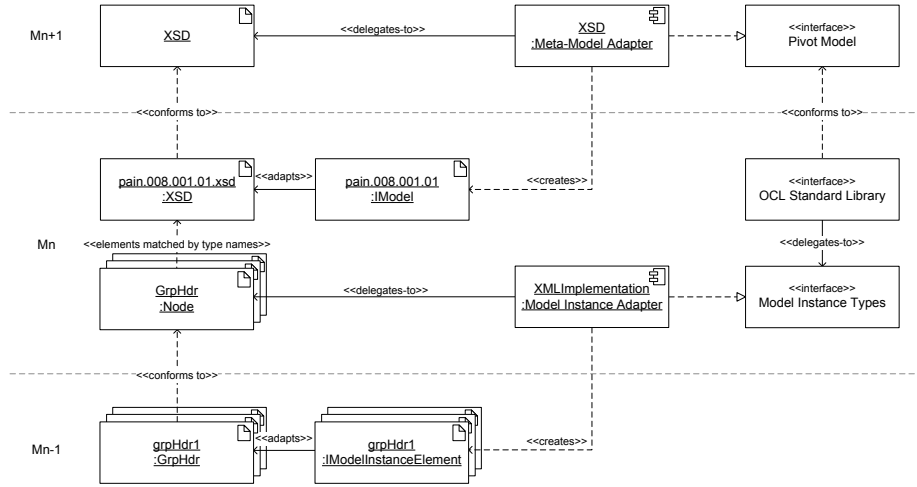 Mn+1
XSD
<<delegates-to>>
XSD
:Meta-Model Adapter
<<interface>>
Pivot Model
<<conforms to>>
<<conforms to>>
pain.008.001.01.xsd
:XSD
<<adapts>>
pain.008.001.01
:IModel
<<creates>>
<<interface>>
OCL Standard Library
Mn
<<elements matched by type names>>
<<delegates-to>>
GrpHdr
:Node
<<delegates-to>>
XMLImplementation
:Model Instance Adapter
<<interface>>
Model Instance Types
<<conforms to>>
Mn-1
grpHdr1
:GrpHdr
<<adapts>>
grpHdr1
:IModelInstanceElement
<<creates>>